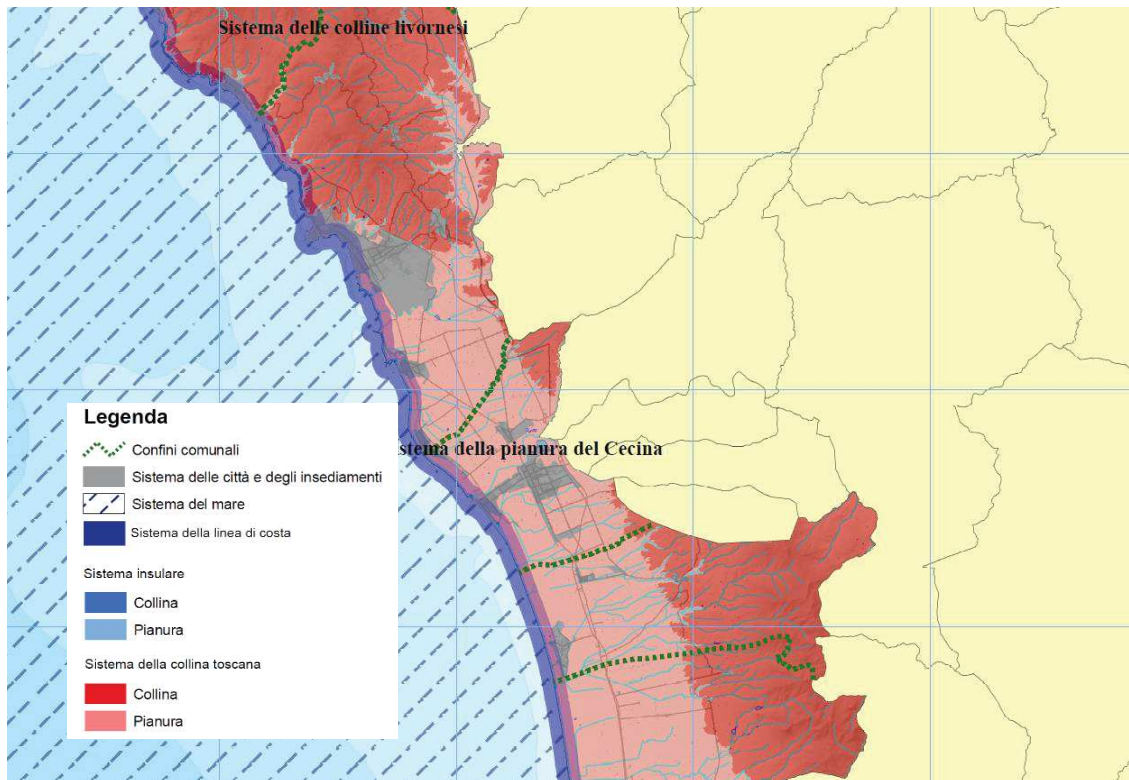 Sistema delle colline livornesi
stema della pianura del Cecina
Legenda
Confini comunali
Sistema delle città e degli insediamenti
Sistema del mare
Sistema della linea di costa
Sistema insulare
Collina
Pianura
Sistema della collina toscana
Collina
Pianura